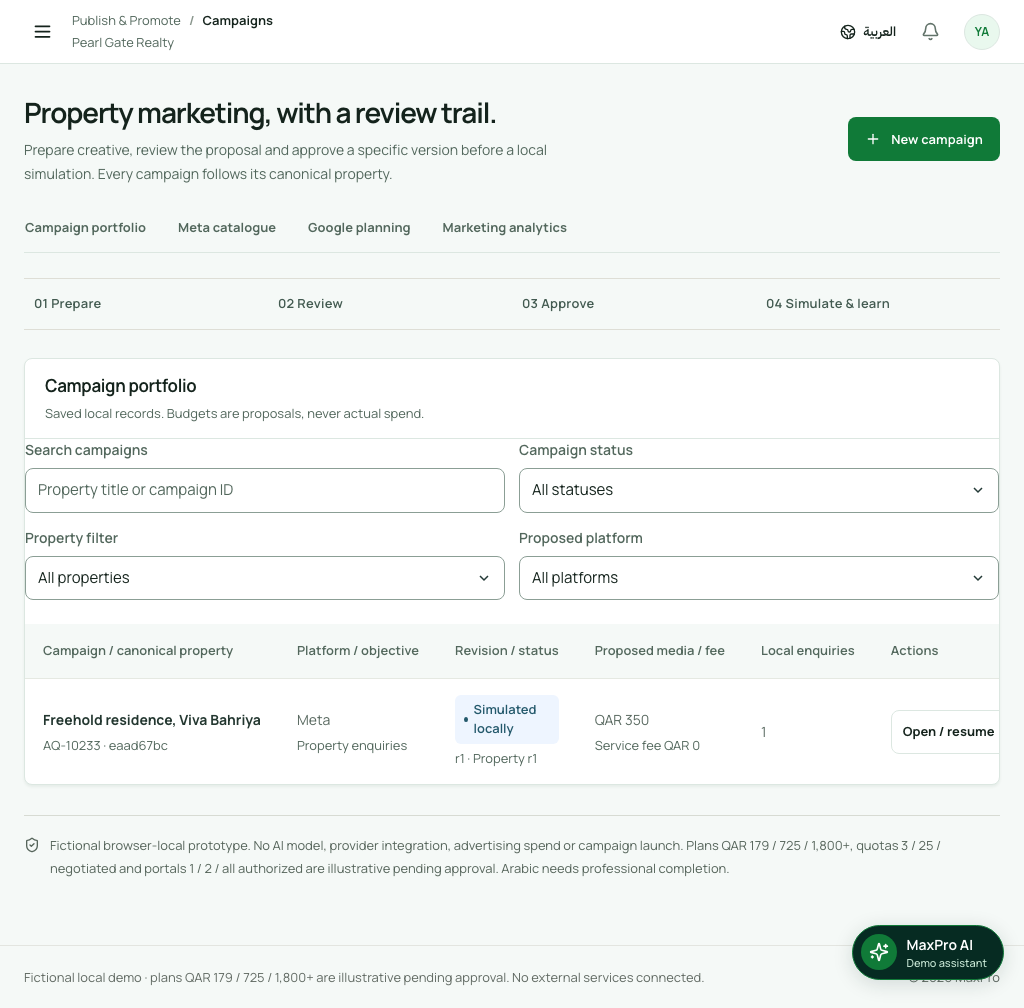 Publish & Promote / Campaigns
Pearl Gate Realty
العربية
YA
Property marketing, with a review trail.
Prepare creative, review the proposal and approve a specific version before a local
simulation. Every campaign follows its canonical property.
New campaign
Campaign portfolio Meta catalogue Google planning Marketing analytics
01 Prepare 02 Review 03 Approve 04 Simulate & learn
Campaign portfolio
Saved local records. Budgets are proposals, never actual spend.
Search campaigns Campaign status
Property title or campaign ID All statuses
Property filter Proposed platform
All properties All platforms
Campaign / canonical property Platform / objective Revision / status Proposed media / fee Local enquiries Actions
Freehold residence, Viva Bahriya
AQ-10233 · eaad67bc
Meta
Property enquiries
Simulated
locally
r1 · Property r1
QAR 350
Service fee QAR 0
1
Open / resume
Fictional browser-local prototype. No AI model, provider integration, advertising spend or campaign launch. Plans QAR 179 / 725 / 1,800+, quotas 3 / 25 /
negotiated and portals 1 / 2 / all authorized are illustrative pending approval. Arabic needs professional completion.
MaxPro AI
Demo assistant
Fictional local demo · plans QAR 179 / 725 / 1,800+ are illustrative pending approval. No external services connected.